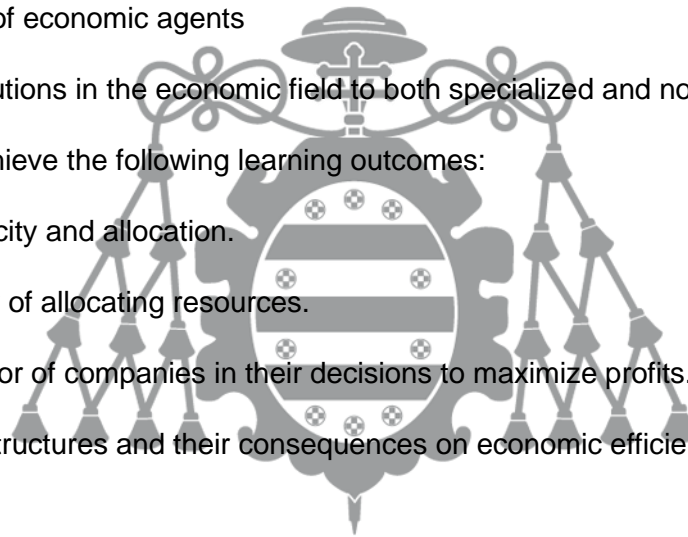 of economic agents
utions in the economic field to both specialized and no
hieve the following learning outcomes:
city and allocation.
of allocating resources.
or of companies in their decisions to maximize profits.
tructures and their consequences on economic efficie